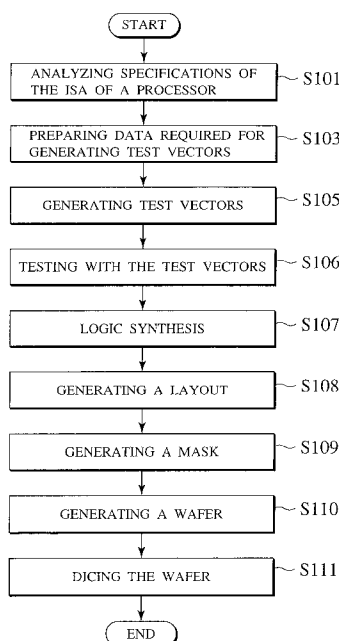 START
ANALYZING SPECIFICATIONS OF
THE ISA OF A PROCESSOR
S101
PREPARING DATA REQUIRED FOR
GENERATING TEST VECTORS
S103
GENERATING TEST VECTORS
S105
TESTING WITH THE TEST VECTORS
S106
LOGIC SYNTHESIS
S107
GENERATING A LAYOUT
S108
GENERATING A MASK
S109
GENERATING A WAFER
S110
DICING THE WAFER
S111
END